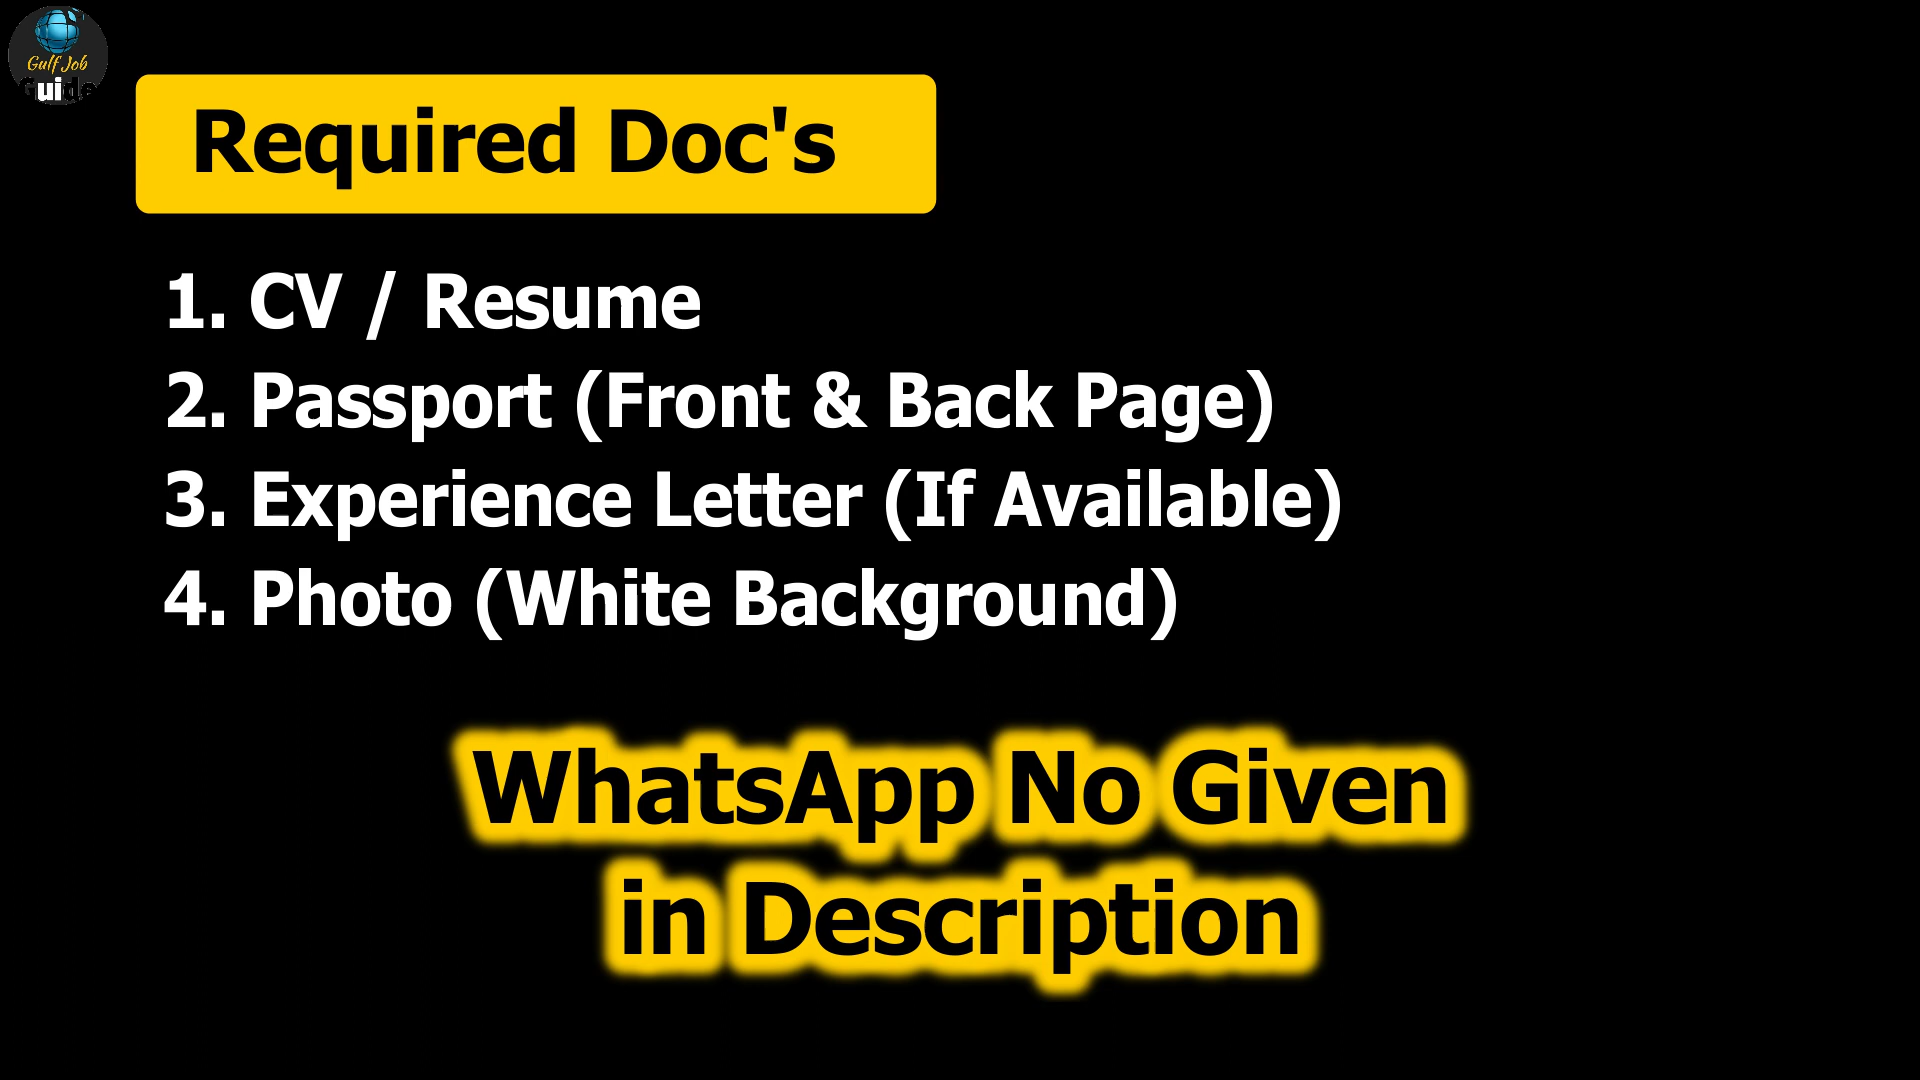 Gulf Job
Guide
Required Doc's
1. CV / Resume
2. Passport (Front & Back Page)
3. Experience Letter (If Available)
4. Photo (White Background)
WhatsApp No Given
in Description